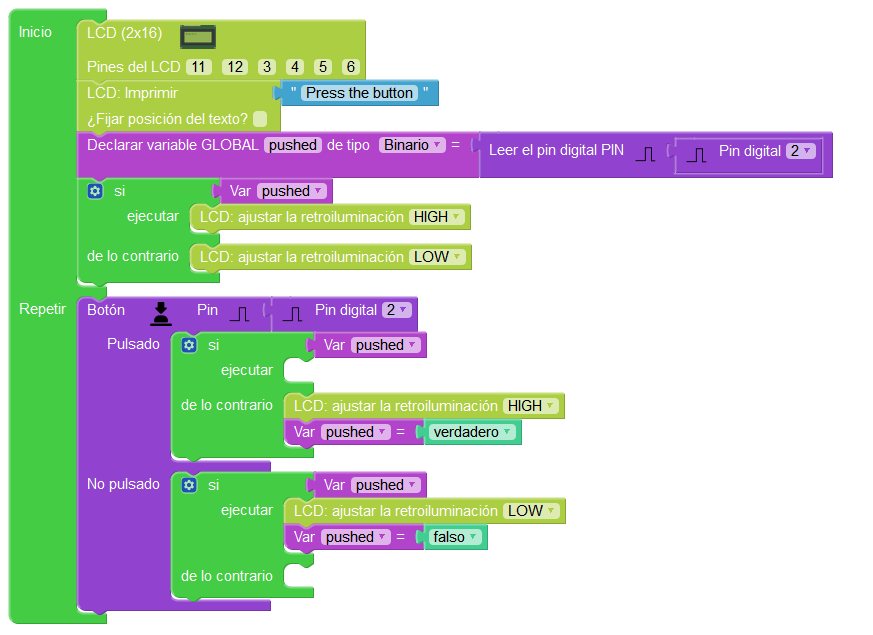 Inicio LCD (2x16)
Pines del LCD 11 12 3 4 5 6
LCD: Imprimir " Press the button "
¿Fijar posición del texto?
Declarar variable GLOBAL pushed de tipo Binario = Leer el pin digital PIN Pin digital 2
si Var pushed
ejecutar LCD: ajustar la retroiluminación HIGH
de lo contrario LCD: ajustar la retroiluminación LOW
Repetir Botón Pin Pin digital 2
Pulsado si Var pushed
ejecutar
de lo contrario LCD: ajustar la retroiluminación HIGH
Var pushed = verdadero
No pulsado si Var pushed
ejecutar LCD: ajustar la retroiluminación LOW
Var pushed = falso
de lo contrario